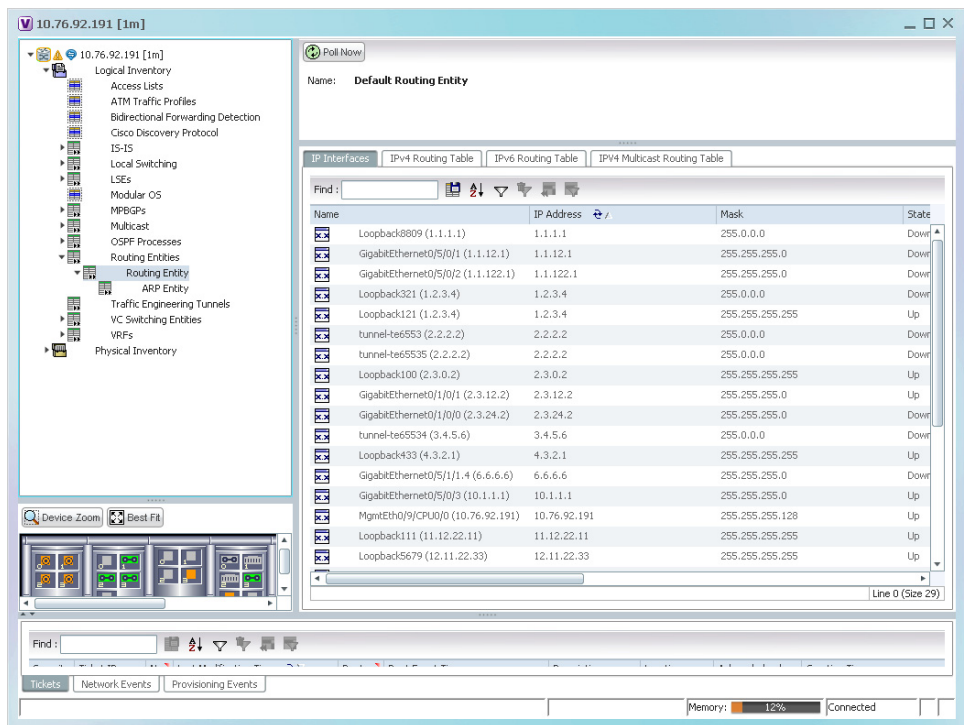 10.76.92.191 [1m]
10.76.92.191 [1m]
Logical Inventory
Access Lists
ATM Traffic Profiles
Bidirectional Forwarding Detection
Cisco Discovery Protocol
IS-IS
Local Switching
LSEs
Modular OS
MPBGPs
Multicast
OSPF Processes
Routing Entities
Routing Entity
ARP Entity
Traffic Engineering Tunnels
VC Switching Entities
VRFs
Physical Inventory
Device Zoom Best Fit
Poll Now
Name: Default Routing Entity
IP Interfaces IPv4 Routing Table IPv6 Routing Table IPV4 Multicast Routing Table
Find :
Name IP Address Mask State
Loopback8809 (1.1.1.1) 1.1.1.1 255.0.0.0 Down
GigabitEthernet0/5/0/1 (1.1.12.1) 1.1.12.1 255.255.255.0 Down
GigabitEthernet0/5/0/2 (1.1.122.1) 1.1.122.1 255.255.255.0 Down
Loopback321 (1.2.3.4) 1.2.3.4 255.0.0.0 Down
Loopback121 (1.2.3.4) 1.2.3.4 255.255.255.255 Up
tunnel-te6553 (2.2.2.2) 2.2.2.2 255.0.0.0 Down
tunnel-te65535 (2.2.2.2) 2.2.2.2 255.0.0.0 Down
Loopback100 (2.3.0.2) 2.3.0.2 255.255.255.255 Up
GigabitEthernet0/1/0/1 (2.3.12.2) 2.3.12.2 255.255.255.0 Up
GigabitEthernet0/1/0/0 (2.3.24.2) 2.3.24.2 255.255.255.0 Down
tunnel-te65534 (3.4.5.6) 3.4.5.6 255.0.0.0 Down
Loopback433 (4.3.2.1) 4.3.2.1 255.255.255.255 Up
GigabitEthernet0/5/1/1.4 (6.6.6.6) 6.6.6.6 255.255.255.0 Down
GigabitEthernet0/5/0/3 (10.1.1.1) 10.1.1.1 255.255.255.0 Up
MgmtEth0/9/CPU0/0 (10.76.92.191) 10.76.92.191 255.255.255.128 Up
Loopback111 (11.12.22.11) 11.12.22.11 255.255.255.255 Up
Loopback5679 (12.11.22.33) 12.11.22.33 255.255.255.255 Up
Line 0 (Size 29)
Find :
Tickets Network Events Provisioning Events
Memory: 12% Connected